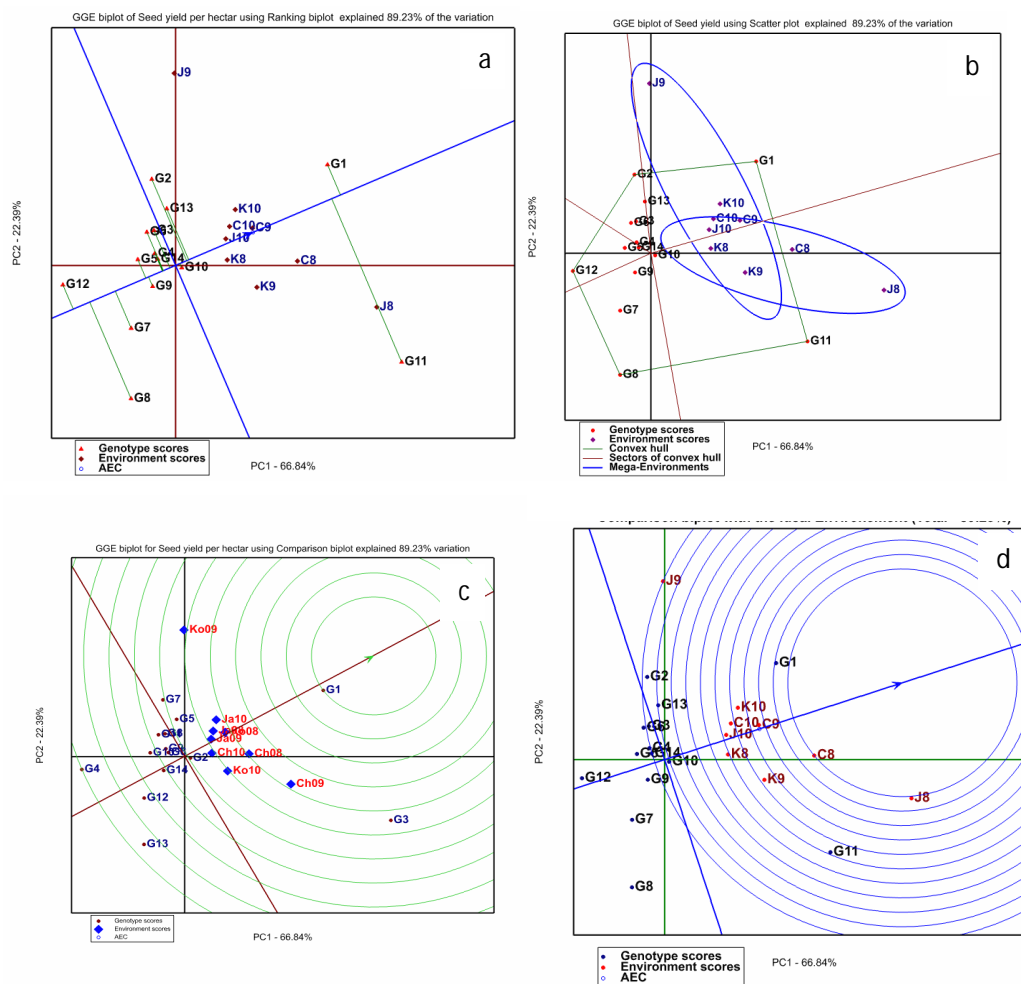 GGE biplot of Seed yield per hectar using Ranking biplot explained 89.23% of the variation
a
J9
G1
G2
G13
K10
C10
C9
G3
G6
J10
G4
G5
G14
K8
C8
G10
G12
G9
K9
J8
G7
G11
G8
PC2 - 22.39%
Genotype scores
Environment scores
AEC
PC1 - 66.84%
GGE biplot of Seed yield using Scatter plot explained 89.23% of the variation
b
J9
G1
G2
G13
K10
G3
G6
C10
C9
J10
G4
G5
G14
K8
C8
G10
G12
G9
K9
J8
G7
G11
G8
PC2 - 22.39%
Genotype scores
Environment scores
Convex hull
Sectors of convex hull
Mega-Environments
PC1 - 66.84%
GGE biplot for Seed yield per hectar using Comparison biplot explained 89.23% variation
c
Ko09
G1
G7
G5
Ja10
Ja09
Ch10
Ch08
G2
G4
G14
Ko10
Ch09
G12
G3
G13
PC2 - 22.39%
Genotype scores
Environment scores
AEC
PC1 - 66.84%
d
J9
G1
G2
G13
K10
G3
G6
C10
C9
J10
G4
G14
K8
C8
G10
G12
G9
K9
J8
G7
G11
G8
PC2 - 22.39%
Genotype scores
Environment scores
AEC
PC1 - 66.84%